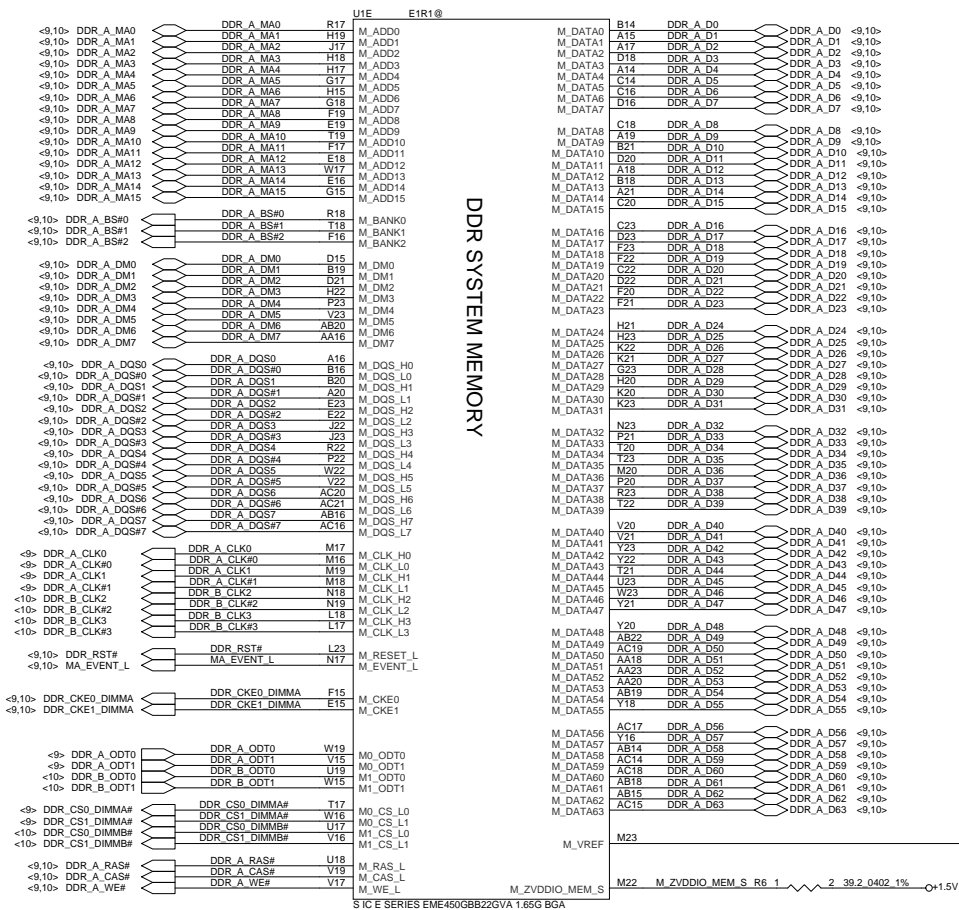 U1E E1R1@
<9,10> DDR_A_MA0 DDR_A_MA0 R17 M_ADD0
<9,10> DDR_A_MA1 DDR_A_MA1 H19 M_ADD1
<9,10> DDR_A_MA2 DDR_A_MA2 J17 M_ADD2
<9,10> DDR_A_MA3 DDR_A_MA3 H18 M_ADD3
<9,10> DDR_A_MA4 DDR_A_MA4 H17 M_ADD4
<9,10> DDR_A_MA5 DDR_A_MA5 G17 M_ADD5
<9,10> DDR_A_MA6 DDR_A_MA6 H15 M_ADD6
<9,10> DDR_A_MA7 DDR_A_MA7 G18 M_ADD7
<9,10> DDR_A_MA8 DDR_A_MA8 F19 M_ADD8
<9,10> DDR_A_MA9 DDR_A_MA9 E19 M_ADD9
<9,10> DDR_A_MA10 DDR_A_MA10 T19 M_ADD10
<9,10> DDR_A_MA11 DDR_A_MA11 F17 M_ADD11
<9,10> DDR_A_MA12 DDR_A_MA12 E18 M_ADD12
<9,10> DDR_A_MA13 DDR_A_MA13 W17 M_ADD13
<9,10> DDR_A_MA14 DDR_A_MA14 E16 M_ADD14
<9,10> DDR_A_MA15 DDR_A_MA15 G15 M_ADD15
<9,10> DDR_A_BS#0 DDR_A_BS#0 R18 M_BANK0
<9,10> DDR_A_BS#1 DDR_A_BS#1 T18 M_BANK1
<9,10> DDR_A_BS#2 DDR_A_BS#2 F16 M_BANK2
<9,10> DDR_A_DM0 DDR_A_DM0 D15 M_DM0
<9,10> DDR_A_DM1 DDR_A_DM1 B19 M_DM1
<9,10> DDR_A_DM2 DDR_A_DM2 D21 M_DM2
<9,10> DDR_A_DM3 DDR_A_DM3 H22 M_DM3
<9,10> DDR_A_DM4 DDR_A_DM4 P23 M_DM4
<9,10> DDR_A_DM5 DDR_A_DM5 V23 M_DM5
<9,10> DDR_A_DM6 DDR_A_DM6 AB20 M_DM6
<9,10> DDR_A_DM7 DDR_A_DM7 AA16 M_DM7
<9,10> DDR_A_DQS0 DDR_A_DQS0 A16 M_DQS_H0
<9,10> DDR_A_DQS#0 DDR_A_DQS#0 B16 M_DQS_L0
<9,10> DDR_A_DQS1 DDR_A_DQS1 B20 M_DQS_H1
<9,10> DDR_A_DQS#1 DDR_A_DQS#1 A20 M_DQS_L1
<9,10> DDR_A_DQS2 DDR_A_DQS2 E23 M_DQS_H2
<9,10> DDR_A_DQS#2 DDR_A_DQS#2 E22 M_DQS_L2
<9,10> DDR_A_DQS3 DDR_A_DQS3 J22 M_DQS_H3
<9,10> DDR_A_DQS#3 DDR_A_DQS#3 J23 M_DQS_L3
<9,10> DDR_A_DQS4 DDR_A_DQS4 R22 M_DQS_H4
<9,10> DDR_A_DQS#4 DDR_A_DQS#4 P22 M_DQS_L4
<9,10> DDR_A_DQS5 DDR_A_DQS5 W22 M_DQS_H5
<9,10> DDR_A_DQS#5 DDR_A_DQS#5 V22 M_DQS_L5
<9,10> DDR_A_DQS6 DDR_A_DQS6 AC20 M_DQS_H6
<9,10> DDR_A_DQS#6 DDR_A_DQS#6 AC21 M_DQS_L6
<9,10> DDR_A_DQS7 DDR_A_DQS7 AB16 M_DQS_H7
<9,10> DDR_A_DQS#7 DDR_A_DQS#7 AC16 M_DQS_L7
<9> DDR_A_CLK0 DDR_A_CLK0 M17 M_CLK_H0
<9> DDR_A_CLK#0 DDR_A_CLK#0 M16 M_CLK_L0
<9> DDR_A_CLK1 DDR_A_CLK1 M19 M_CLK_H1
<9> DDR_A_CLK#1 DDR_A_CLK#1 M18 M_CLK_L1
<10> DDR_B_CLK2 DDR_B_CLK2 N18 M_CLK_H2
<10> DDR_B_CLK#2 DDR_B_CLK#2 N19 M_CLK_L2
<10> DDR_B_CLK3 DDR_B_CLK3 L18 M_CLK_H3
<10> DDR_B_CLK#3 DDR_B_CLK#3 L17 M_CLK_L3
<9,10> DDR_RST# DDR_RST# L23 M_RESET_L
<9,10> MA_EVENT_L MA_EVENT_L N17 M_EVENT_L
<9,10> DDR_CKE0_DIMMA DDR_CKE0_DIMMA F15 M_CKE0
<9,10> DDR_CKE1_DIMMA DDR_CKE1_DIMMA E15 M_CKE1
<9> DDR_A_ODT0 DDR_A_ODT0 W19 M0_ODT0
<9> DDR_A_ODT1 DDR_A_ODT1 V15 M0_ODT1
<10> DDR_B_ODT0 DDR_B_ODT0 U19 M1_ODT0
<10> DDR_B_ODT1 DDR_B_ODT1 W15 M1_ODT1
<9> DDR_CS0_DIMMA# DDR_CS0_DIMMA# T17 M0_CS_L0
<9> DDR_CS1_DIMMA# DDR_CS1_DIMMA# W16 M0_CS_L1
<10> DDR_CS0_DIMMB# DDR_CS0_DIMMB# U17 M1_CS_L0
<10> DDR_CS1_DIMMB# DDR_CS1_DIMMB# V16 M1_CS_L1
<9,10> DDR_A_RAS# DDR_A_RAS# U18 M_RAS_L
<9,10> DDR_A_CAS# DDR_A_CAS# V19 M_CAS_L
<9,10> DDR_A_WE# DDR_A_WE# V17 M_WE_L
DDR SYSTEM MEMORY
M_DATA0 B14 DDR_A_D0 DDR_A_D0 <9,10>
M_DATA1 A15 DDR_A_D1 DDR_A_D1 <9,10>
M_DATA2 A17 DDR_A_D2 DDR_A_D2 <9,10>
M_DATA3 D18 DDR_A_D3 DDR_A_D3 <9,10>
M_DATA4 A14 DDR_A_D4 DDR_A_D4 <9,10>
M_DATA5 C14 DDR_A_D5 DDR_A_D5 <9,10>
M_DATA6 C16 DDR_A_D6 DDR_A_D6 <9,10>
M_DATA7 D16 DDR_A_D7 DDR_A_D7 <9,10>
M_DATA8 C18 DDR_A_D8 DDR_A_D8 <9,10>
M_DATA9 A19 DDR_A_D9 DDR_A_D9 <9,10>
M_DATA10 B21 DDR_A_D10 DDR_A_D10 <9,10>
M_DATA11 D20 DDR_A_D11 DDR_A_D11 <9,10>
M_DATA12 A18 DDR_A_D12 DDR_A_D12 <9,10>
M_DATA13 B18 DDR_A_D13 DDR_A_D13 <9,10>
M_DATA14 A21 DDR_A_D14 DDR_A_D14 <9,10>
M_DATA15 C20 DDR_A_D15 DDR_A_D15 <9,10>
M_DATA16 C23 DDR_A_D16 DDR_A_D16 <9,10>
M_DATA17 D23 DDR_A_D17 DDR_A_D17 <9,10>
M_DATA18 F23 DDR_A_D18 DDR_A_D18 <9,10>
M_DATA19 F22 DDR_A_D19 DDR_A_D19 <9,10>
M_DATA20 C22 DDR_A_D20 DDR_A_D20 <9,10>
M_DATA21 D22 DDR_A_D21 DDR_A_D21 <9,10>
M_DATA22 F20 DDR_A_D22 DDR_A_D22 <9,10>
M_DATA23 F21 DDR_A_D23 DDR_A_D23 <9,10>
M_DATA24 H21 DDR_A_D24 DDR_A_D24 <9,10>
M_DATA25 H23 DDR_A_D25 DDR_A_D25 <9,10>
M_DATA26 K22 DDR_A_D26 DDR_A_D26 <9,10>
M_DATA27 K21 DDR_A_D27 DDR_A_D27 <9,10>
M_DATA28 G23 DDR_A_D28 DDR_A_D28 <9,10>
M_DATA29 H20 DDR_A_D29 DDR_A_D29 <9,10>
M_DATA30 K20 DDR_A_D30 DDR_A_D30 <9,10>
M_DATA31 K23 DDR_A_D31 DDR_A_D31 <9,10>
M_DATA32 N23 DDR_A_D32 DDR_A_D32 <9,10>
M_DATA33 P21 DDR_A_D33 DDR_A_D33 <9,10>
M_DATA34 T20 DDR_A_D34 DDR_A_D34 <9,10>
M_DATA35 T23 DDR_A_D35 DDR_A_D35 <9,10>
M_DATA36 M20 DDR_A_D36 DDR_A_D36 <9,10>
M_DATA37 P20 DDR_A_D37 DDR_A_D37 <9,10>
M_DATA38 R23 DDR_A_D38 DDR_A_D38 <9,10>
M_DATA39 T22 DDR_A_D39 DDR_A_D39 <9,10>
M_DATA40 V20 DDR_A_D40 DDR_A_D40 <9,10>
M_DATA41 V21 DDR_A_D41 DDR_A_D41 <9,10>
M_DATA42 Y23 DDR_A_D42 DDR_A_D42 <9,10>
M_DATA43 Y22 DDR_A_D43 DDR_A_D43 <9,10>
M_DATA44 T21 DDR_A_D44 DDR_A_D44 <9,10>
M_DATA45 U23 DDR_A_D45 DDR_A_D45 <9,10>
M_DATA46 W23 DDR_A_D46 DDR_A_D46 <9,10>
M_DATA47 Y21 DDR_A_D47 DDR_A_D47 <9,10>
M_DATA48 Y20 DDR_A_D48 DDR_A_D48 <9,10>
M_DATA49 AB22 DDR_A_D49 DDR_A_D49 <9,10>
M_DATA50 AC19 DDR_A_D50 DDR_A_D50 <9,10>
M_DATA51 AA18 DDR_A_D51 DDR_A_D51 <9,10>
M_DATA52 AA23 DDR_A_D52 DDR_A_D52 <9,10>
M_DATA53 AA20 DDR_A_D53 DDR_A_D53 <9,10>
M_DATA54 AB19 DDR_A_D54 DDR_A_D54 <9,10>
M_DATA55 Y18 DDR_A_D55 DDR_A_D55 <9,10>
M_DATA56 AC17 DDR_A_D56 DDR_A_D56 <9,10>
M_DATA57 Y16 DDR_A_D57 DDR_A_D57 <9,10>
M_DATA58 AB14 DDR_A_D58 DDR_A_D58 <9,10>
M_DATA59 AC14 DDR_A_D59 DDR_A_D59 <9,10>
M_DATA60 AC18 DDR_A_D60 DDR_A_D60 <9,10>
M_DATA61 AB18 DDR_A_D61 DDR_A_D61 <9,10>
M_DATA62 AB15 DDR_A_D62 DDR_A_D62 <9,10>
M_DATA63 AC15 DDR_A_D63 DDR_A_D63 <9,10>
M_VREF M23
M_ZVDDIO_MEM_S M22 M_ZVDDIO_MEM_S R6 1 2 39.2_0402_1% +1.5V
S IC E SERIES EME450GBB22GVA 1.65G BGA